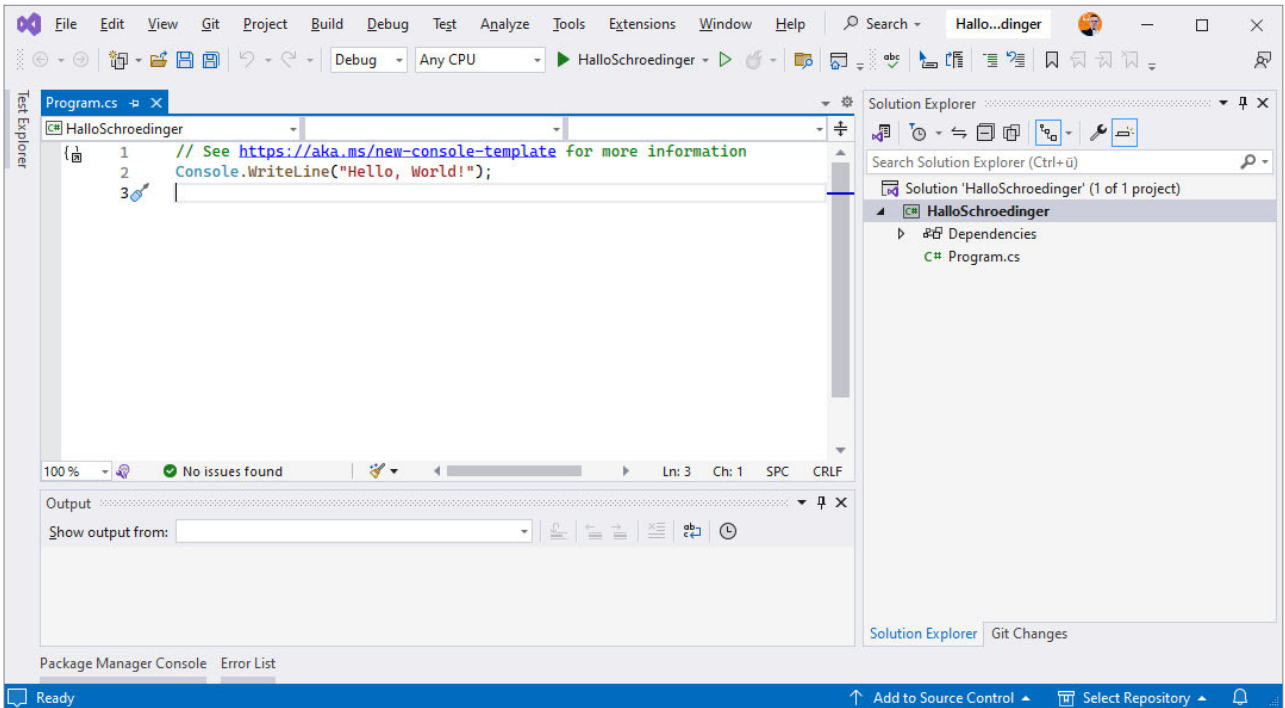 File Edit View Git Project Build Debug Test Analyze Tools Extensions Window Help Search Hallo...dinger
Debug Any CPU HalloSchroedinger
Test Explorer
Program.cs
C# HalloSchroedinger
1 // See https://aka.ms/new-console-template for more information
2 Console.WriteLine("Hello, World!");
3
100 % No issues found Ln: 3 Ch: 1 SPC CRLF
Output
Show output from:
Package Manager Console Error List
Solution Explorer
Search Solution Explorer (Ctrl+ü)
Solution 'HalloSchroedinger' (1 of 1 project)
C# HalloSchroedinger
Dependencies
C# Program.cs
Solution Explorer Git Changes
Ready Add to Source Control Select Repository